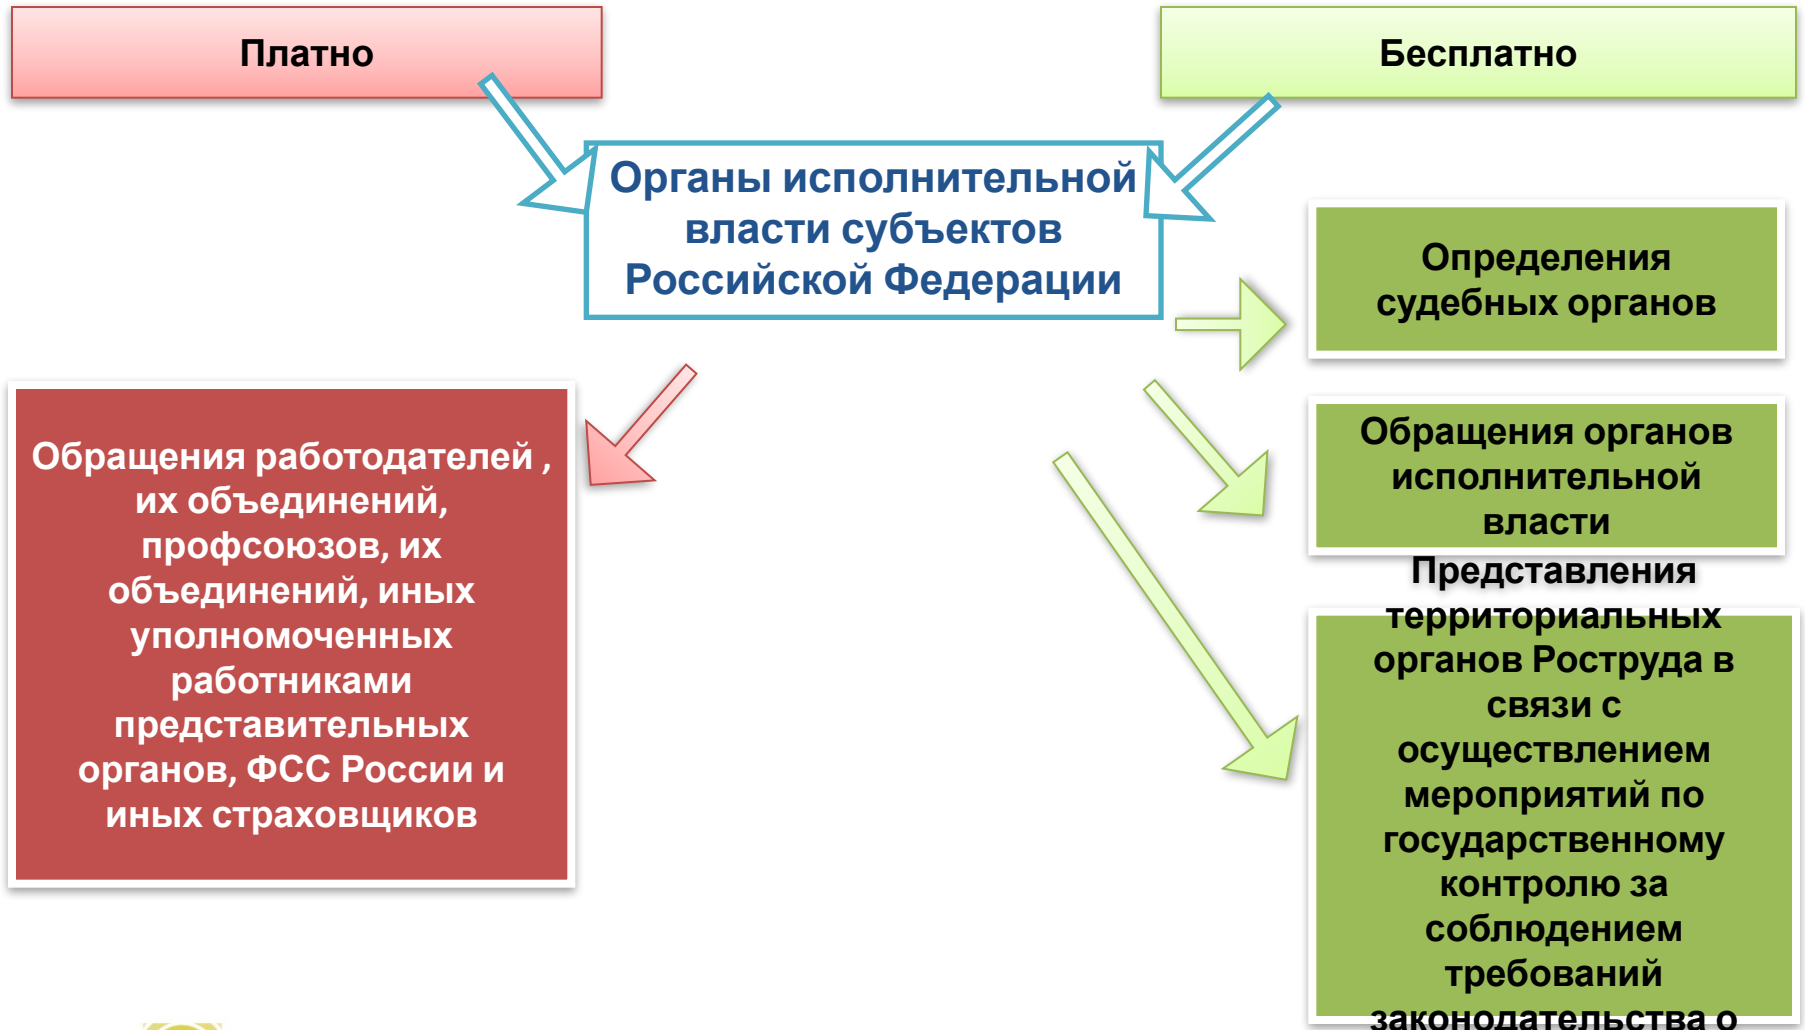 Платно
Бесплатно
Органы исполнительной
власти субъектов
Российской Федерации
Определения
судебных органов
Обращения органов
исполнительной
власти
Обращения работодателей ,
их объединений,
профсоюзов, их
объединений, иных
уполномоченных
работниками
представительных
органов, ФСС России и
иных страховщиков
Представления
территориальных
органов Роструда в
связи с
осуществлением
мероприятий по
государственному
контролю за
соблюдением
требований
законодательства о